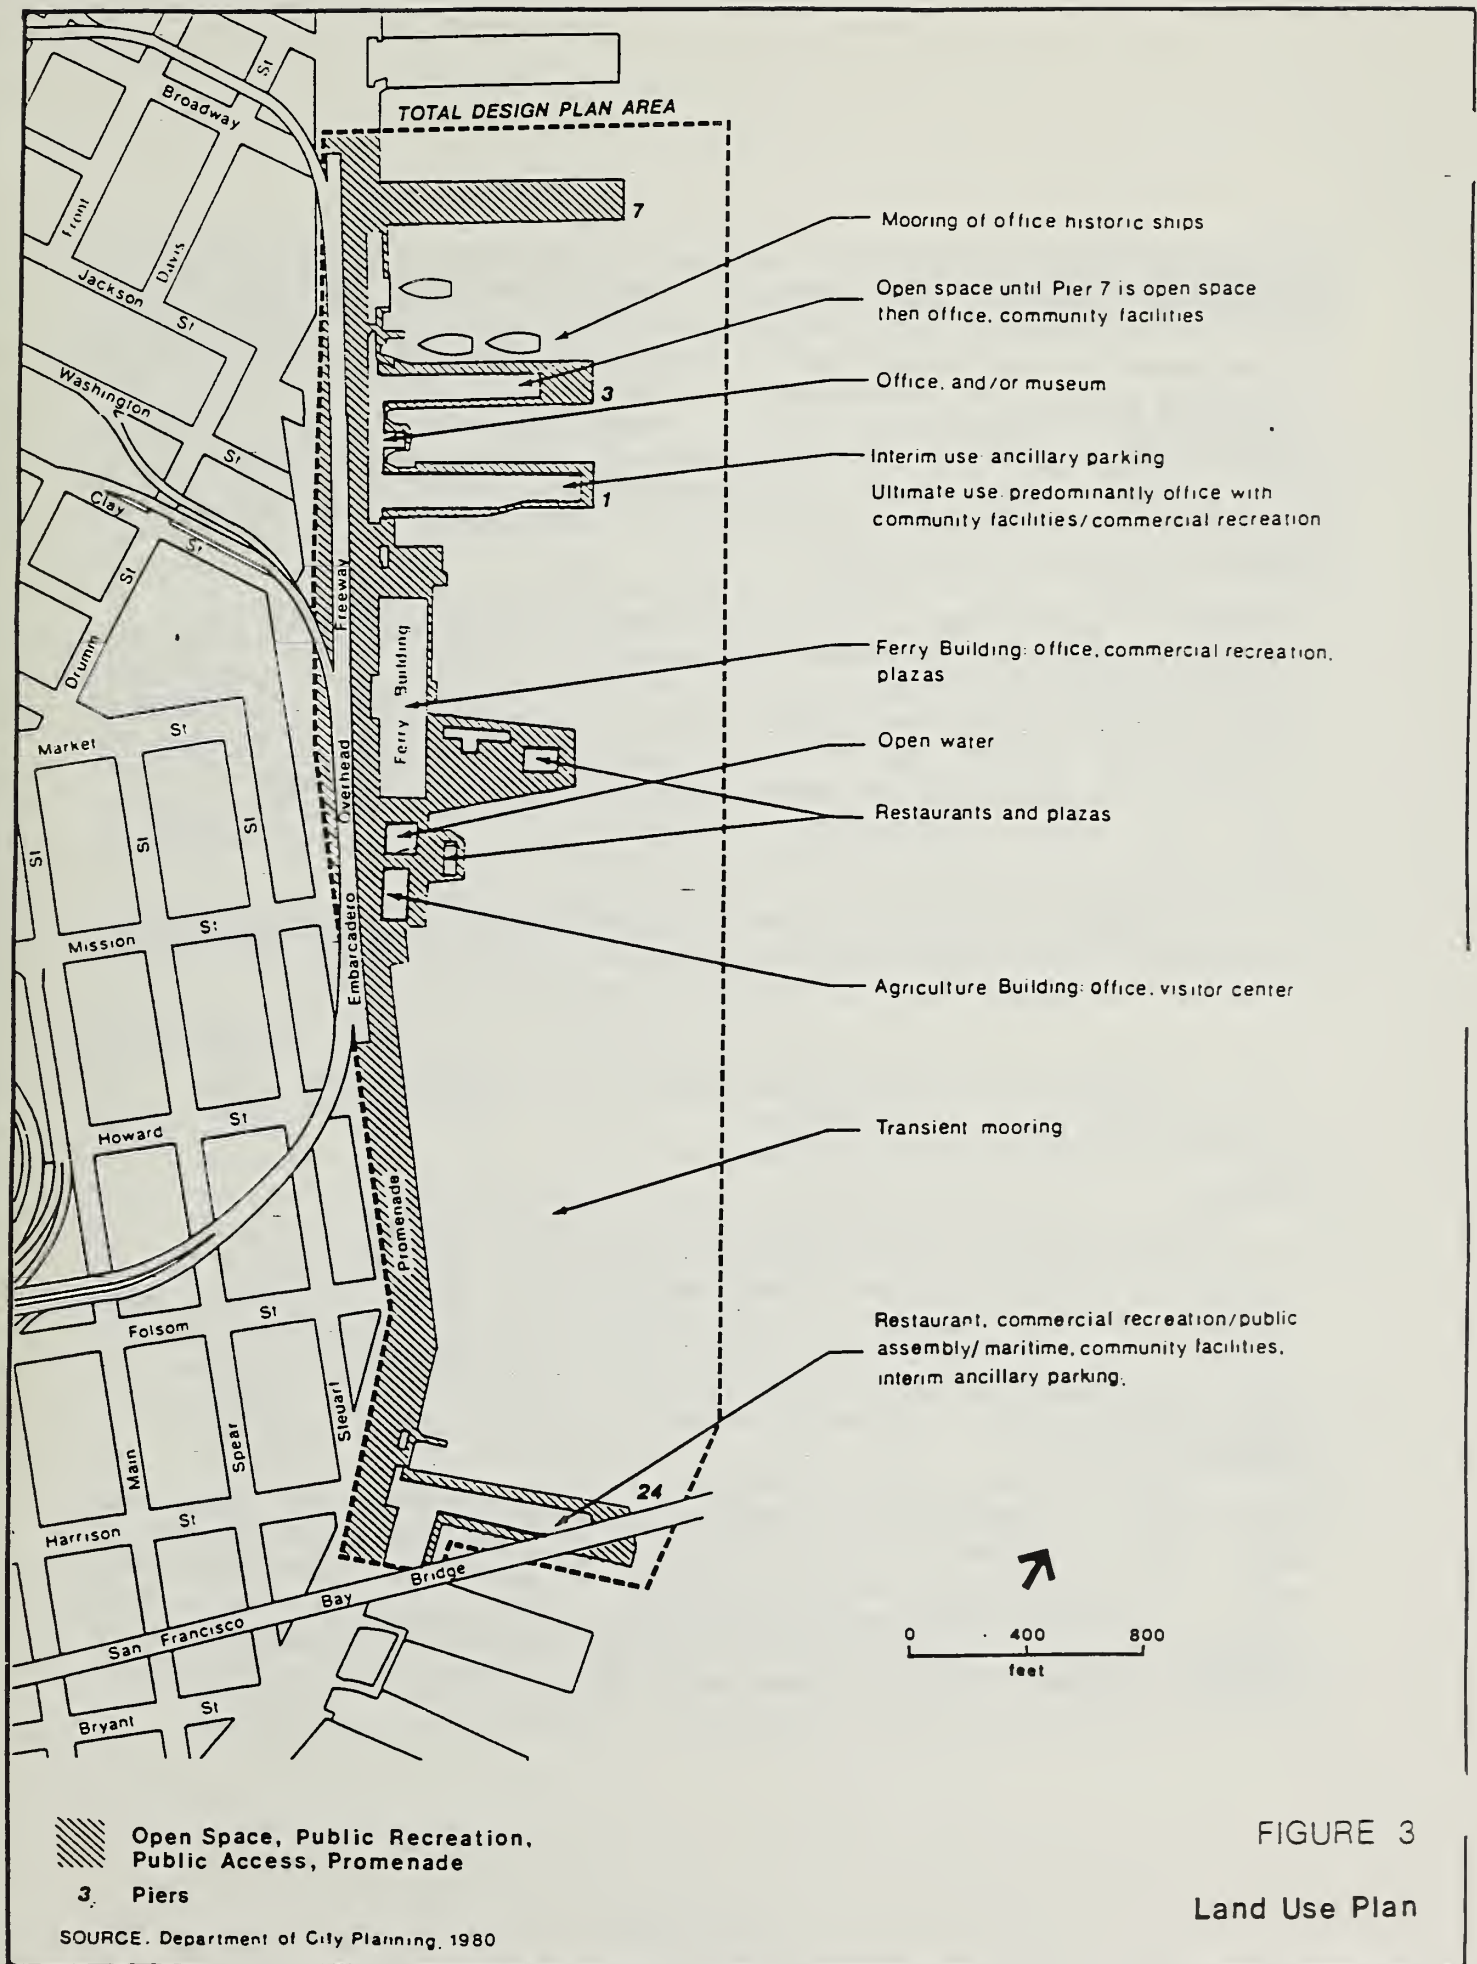 St
Broadway
TOTAL DESIGN PLAN AREA
7
Front
Davis
Jackson
St
Mooring of office historic ships
Open space until Pier 7 is open space
then office, community facilities
Washington
St
3
Office, and/or museum
Clay
St
St
1
Interim use ancillary parking
Ultimate use predominantly office with
community facilities/commercial recreation
Drumm
Embarcadero Overhead Freeway
Ferry Building
Ferry Building: office, commercial recreation,
plazas
Market
St
Open water
Restaurants and plazas
St
St
St
Mission
St
Agriculture Building: office, visitor center
Howard
St
Transient mooring
Promenade
Folsom
St
Restaurant, commercial recreation/public
assembly/ maritime, community facilities,
interim ancillary parking.
Main
Spear
Steuart
24
Harrison
St
San Francisco Bay Bridge
Bryant
St
0 400 800
feet
Open Space, Public Recreation,
Public Access, Promenade
3. Piers
SOURCE. Department of City Planning, 1980
FIGURE 3
Land Use Plan